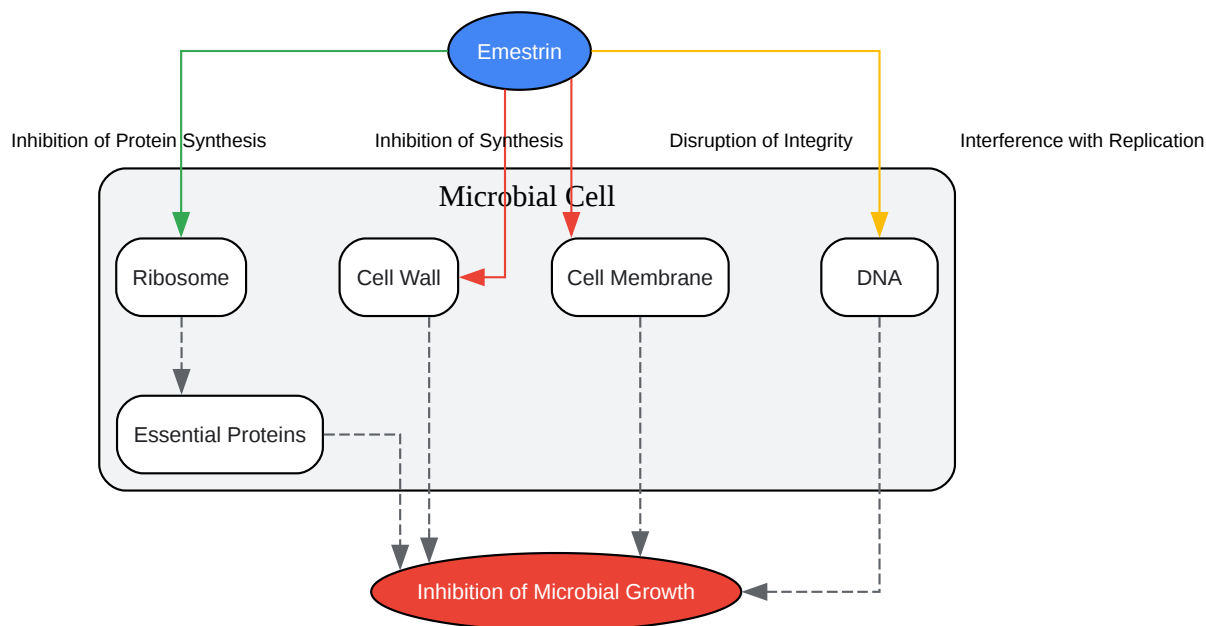 Emestrin
Inhibition of Protein Synthesis
Inhibition of Synthesis
Disruption of Integrity
Interference with Replication
Microbial Cell
Ribosome
Cell Wall
Cell Membrane
DNA
Essential Proteins
Inhibition of Microbial Growth